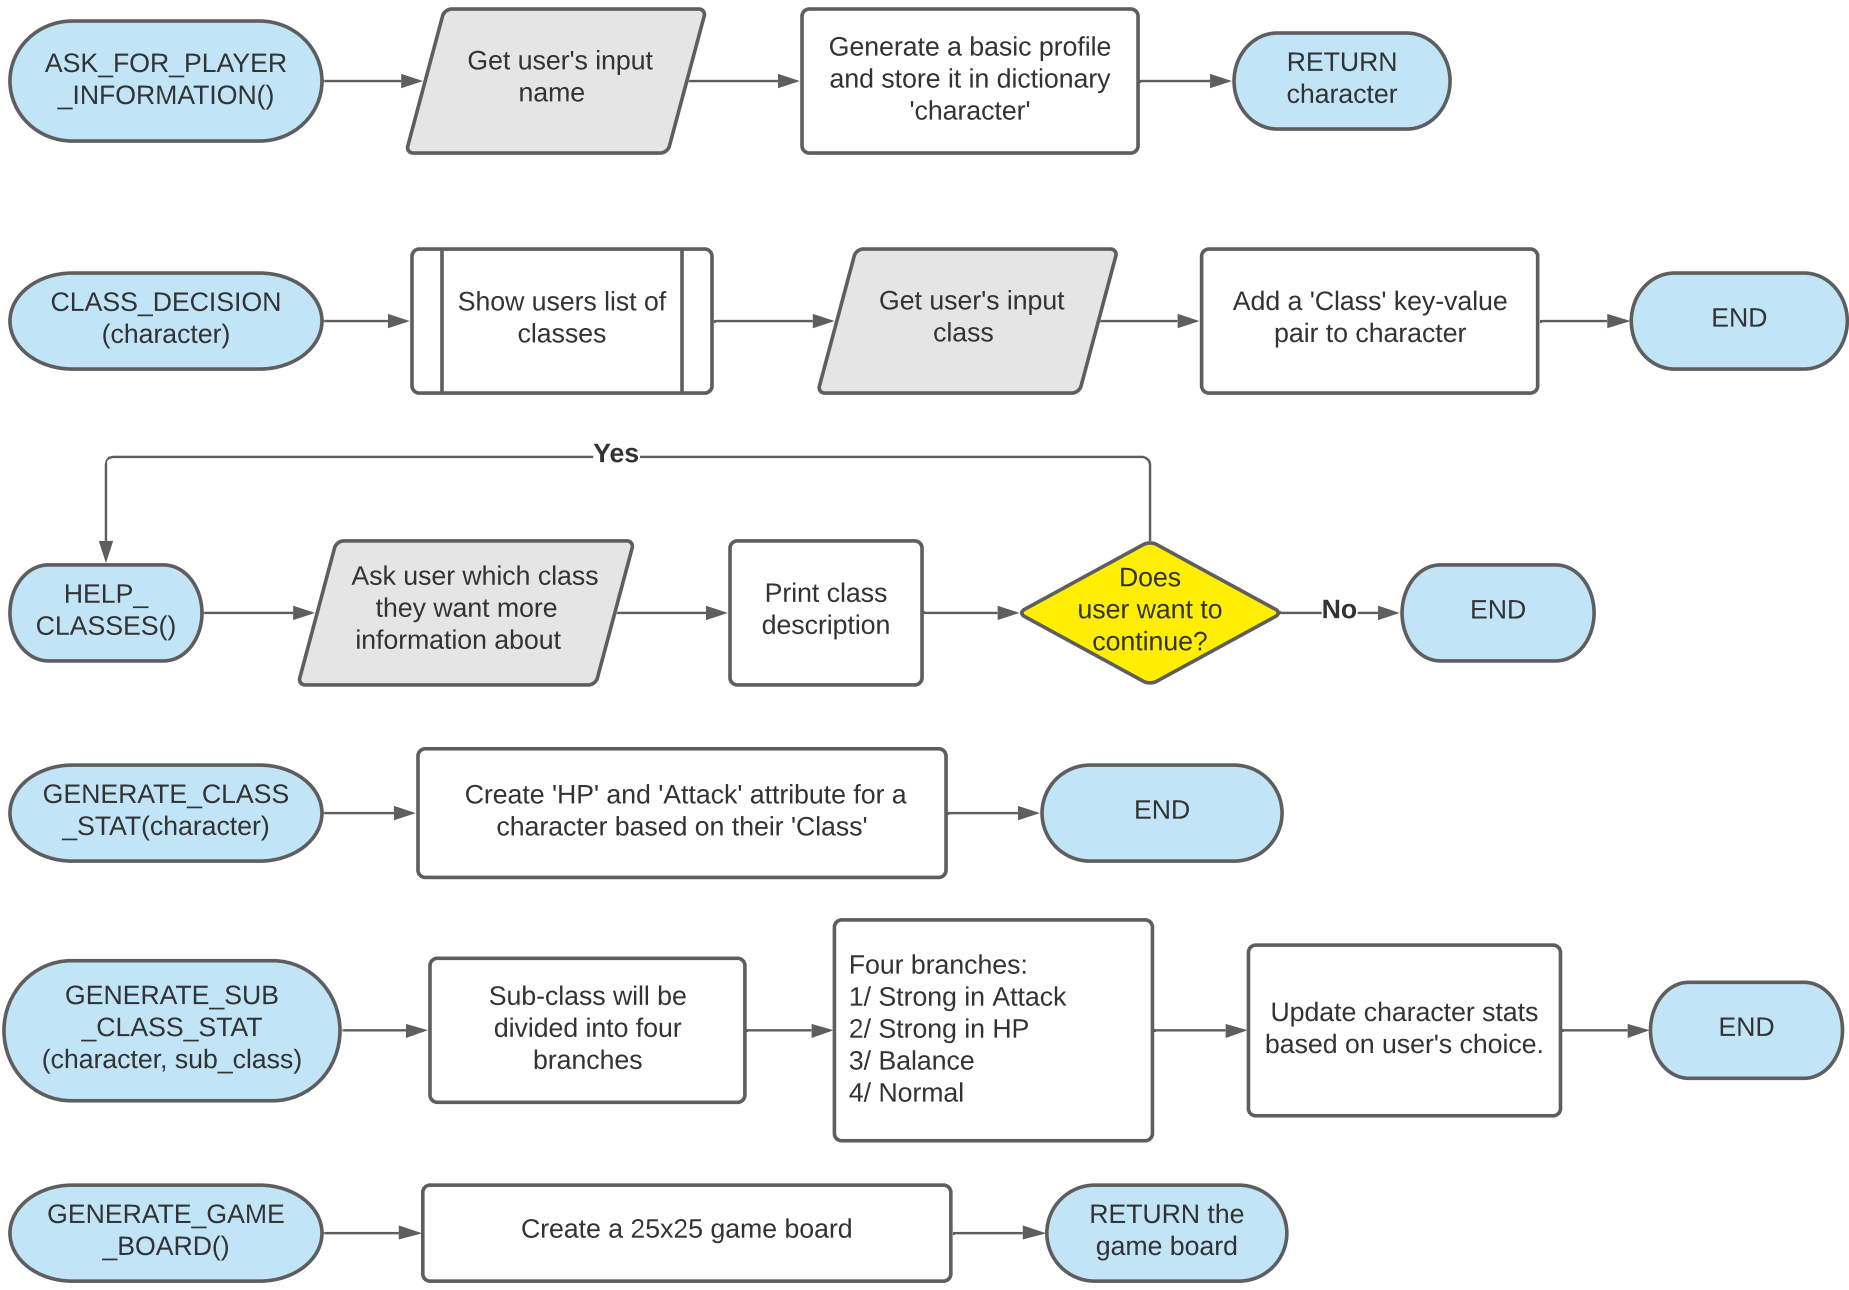 ASK_FOR_PLAYER
_INFORMATION()
Get user's input
name
Generate a basic profile
and store it in dictionary
'character'
RETURN
character
CLASS_DECISION
(character)
Show users list of
classes
Get user's input
class
Add a 'Class' key-value
pair to character
END
Yes
HELP_
CLASSES()
Ask user which class
they want more
information about
Print class
description
Does
user want to
continue?
No
END
GENERATE_CLASS
_STAT(character)
Create 'HP' and 'Attack' attribute for a
character based on their 'Class'
END
GENERATE_SUB
_CLASS_STAT
(character, sub_class)
Sub-class will be
divided into four
branches
Four branches:
1/ Strong in Attack
2/ Strong in HP
3/ Balance
4/ Normal
Update character stats
based on user's choice.
END
GENERATE_GAME
_BOARD()
Create a 25x25 game board
RETURN the
game board